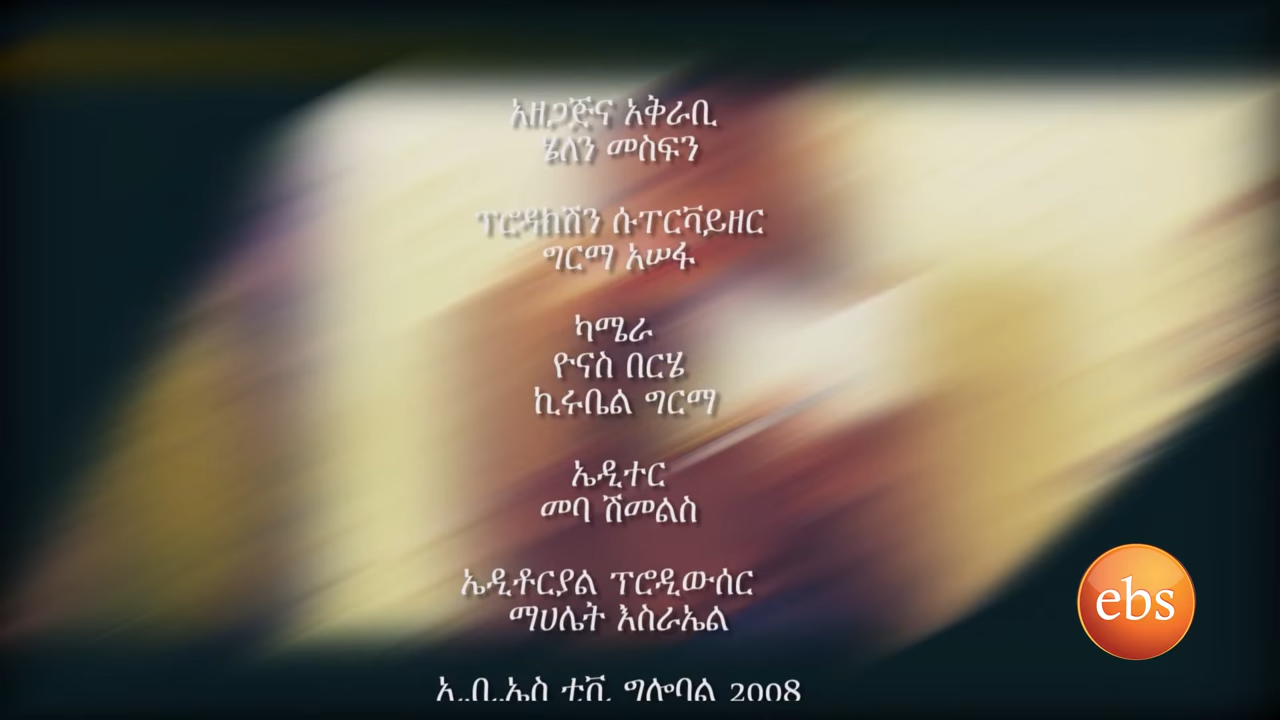 አዘጋጅና አቅራቢ
ሄለን መስፍን
ፕሮዳክሽን ሱፐርቫይዘር
ግርማ አሠፋ
ካሜራ
ዮናስ በርሄ
ኪሩቤል ግርማ
ኤዲተር
መባ ሽመልስ
ኤዲቶርያል ፕሮዲውሰር
ማህሌት እስራኤል
ኢ.ቢ.ኤስ ቲቪ ግሎባል 2008
ebs